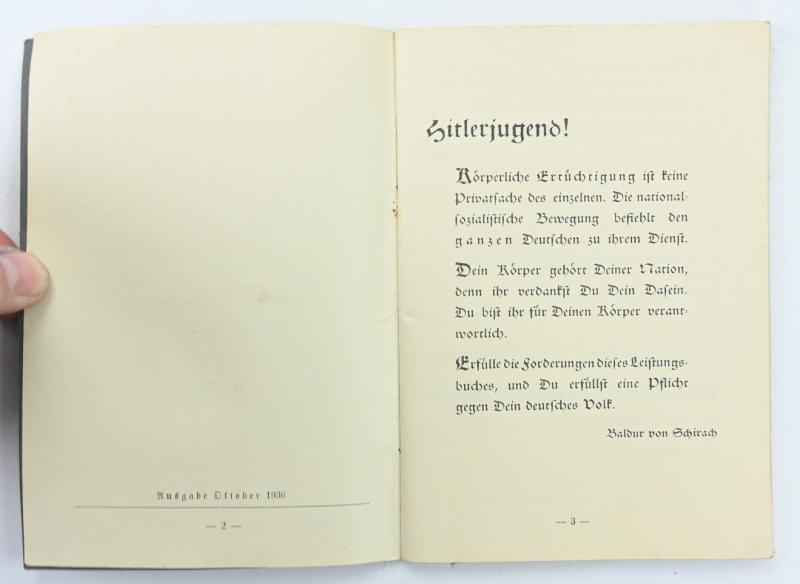 Ausgabe Oktober 1936
— 2 —
Hitlerjugend!
Körperliche Ertüchtigung ist keine
Privatsache des einzelnen. Die national-
sozialistische Bewegung befiehlt den
ganzen Deutschen zu ihrem Dienst.
Dein Körper gehört Deiner Nation,
denn ihr verdankst Du Dein Dasein.
Du bist ihr für Deinen Körper verant-
wortlich.
Erfülle die Forderungen dieses Leistungs-
buches, und Du erfüllst eine Pflicht
gegen Dein deutsches Volk.
Baldur von Schirach
— 3 —